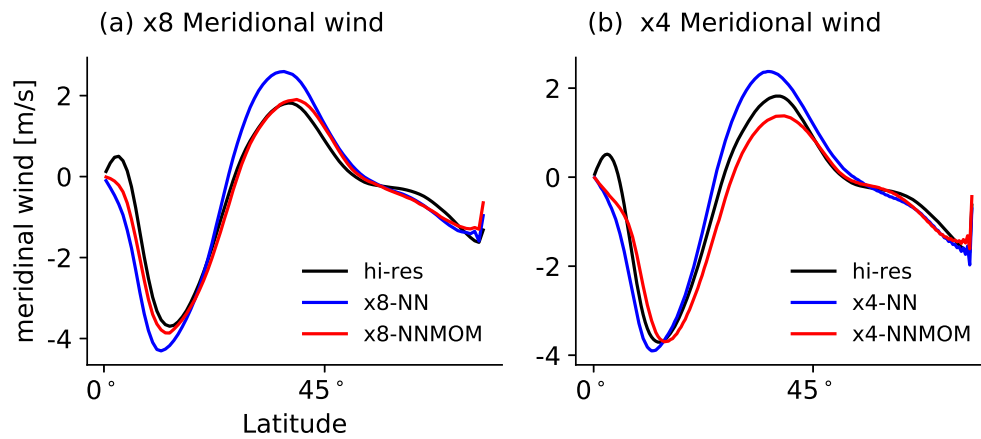 (a) x8 Meridional wind
meridinal wind [m/s]
2
0
-2
-4
hi-res
x8-NN
x8-NNMOM
0°
45°
Latitude
(b) x4 Meridional wind
2
0
-2
-4
hi-res
x4-NN
x4-NNMOM
0°
45°